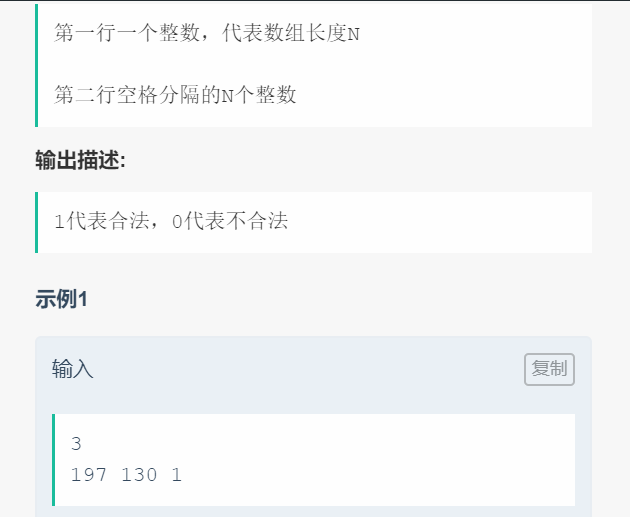 第一行一个整数，代表数组长度N
第二行空格分隔的N个整数
输出描述:
1代表合法，0代表不合法
示例1
输入
复制
3
197 130 1